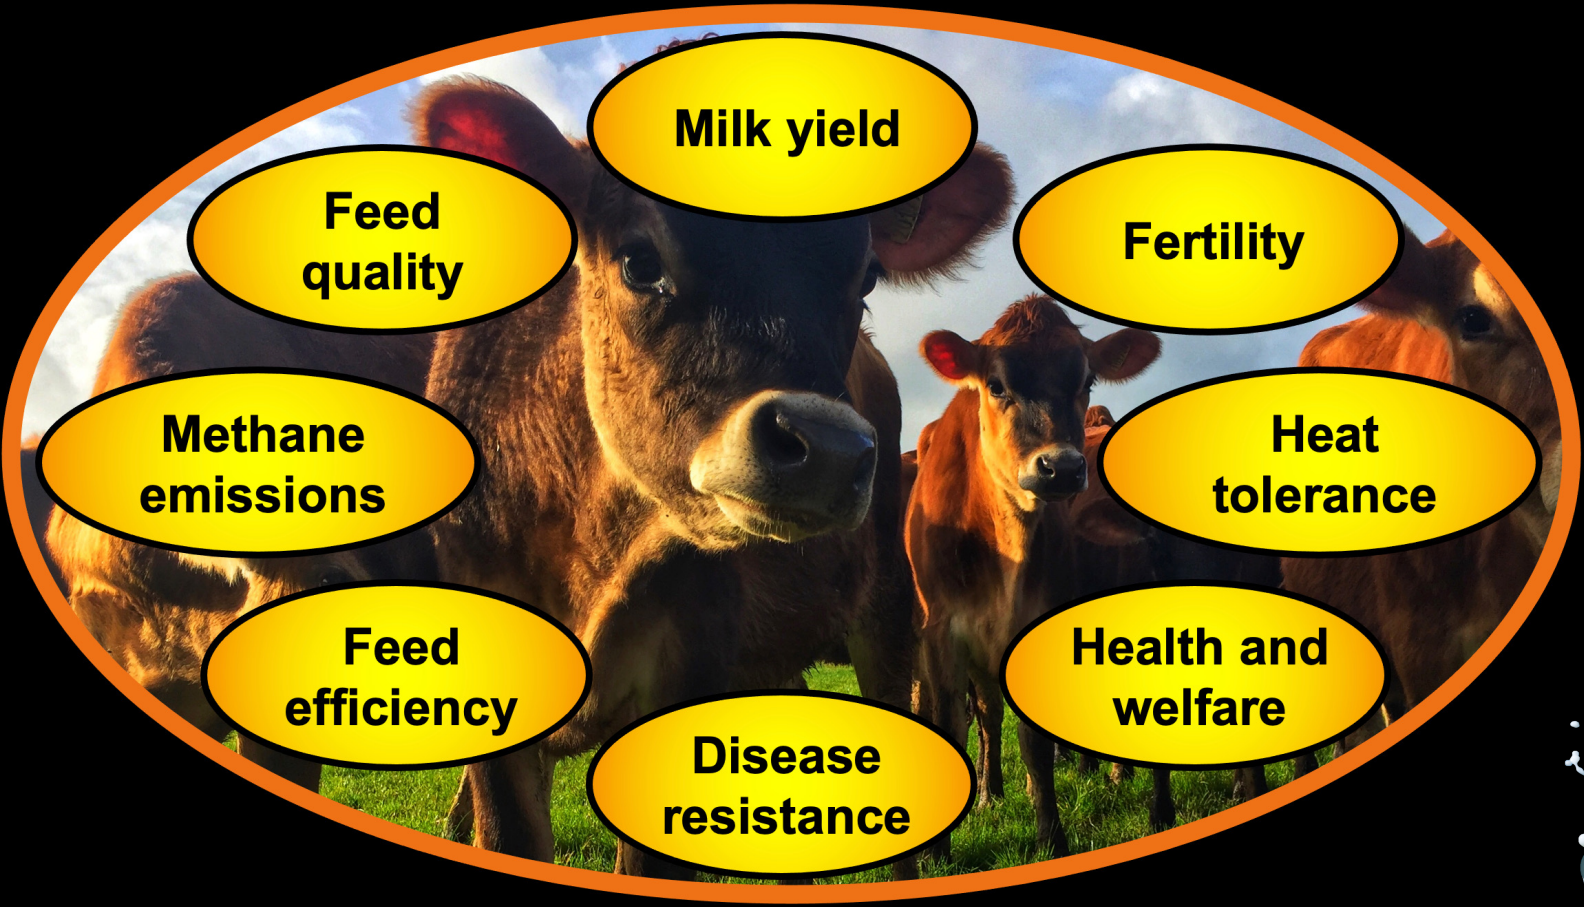 Milk yield
Feed
quality
Fertility
Methane
emissions
Heat
tolerance
Feed
efficiency
Health and
welfare
Disease
resistance